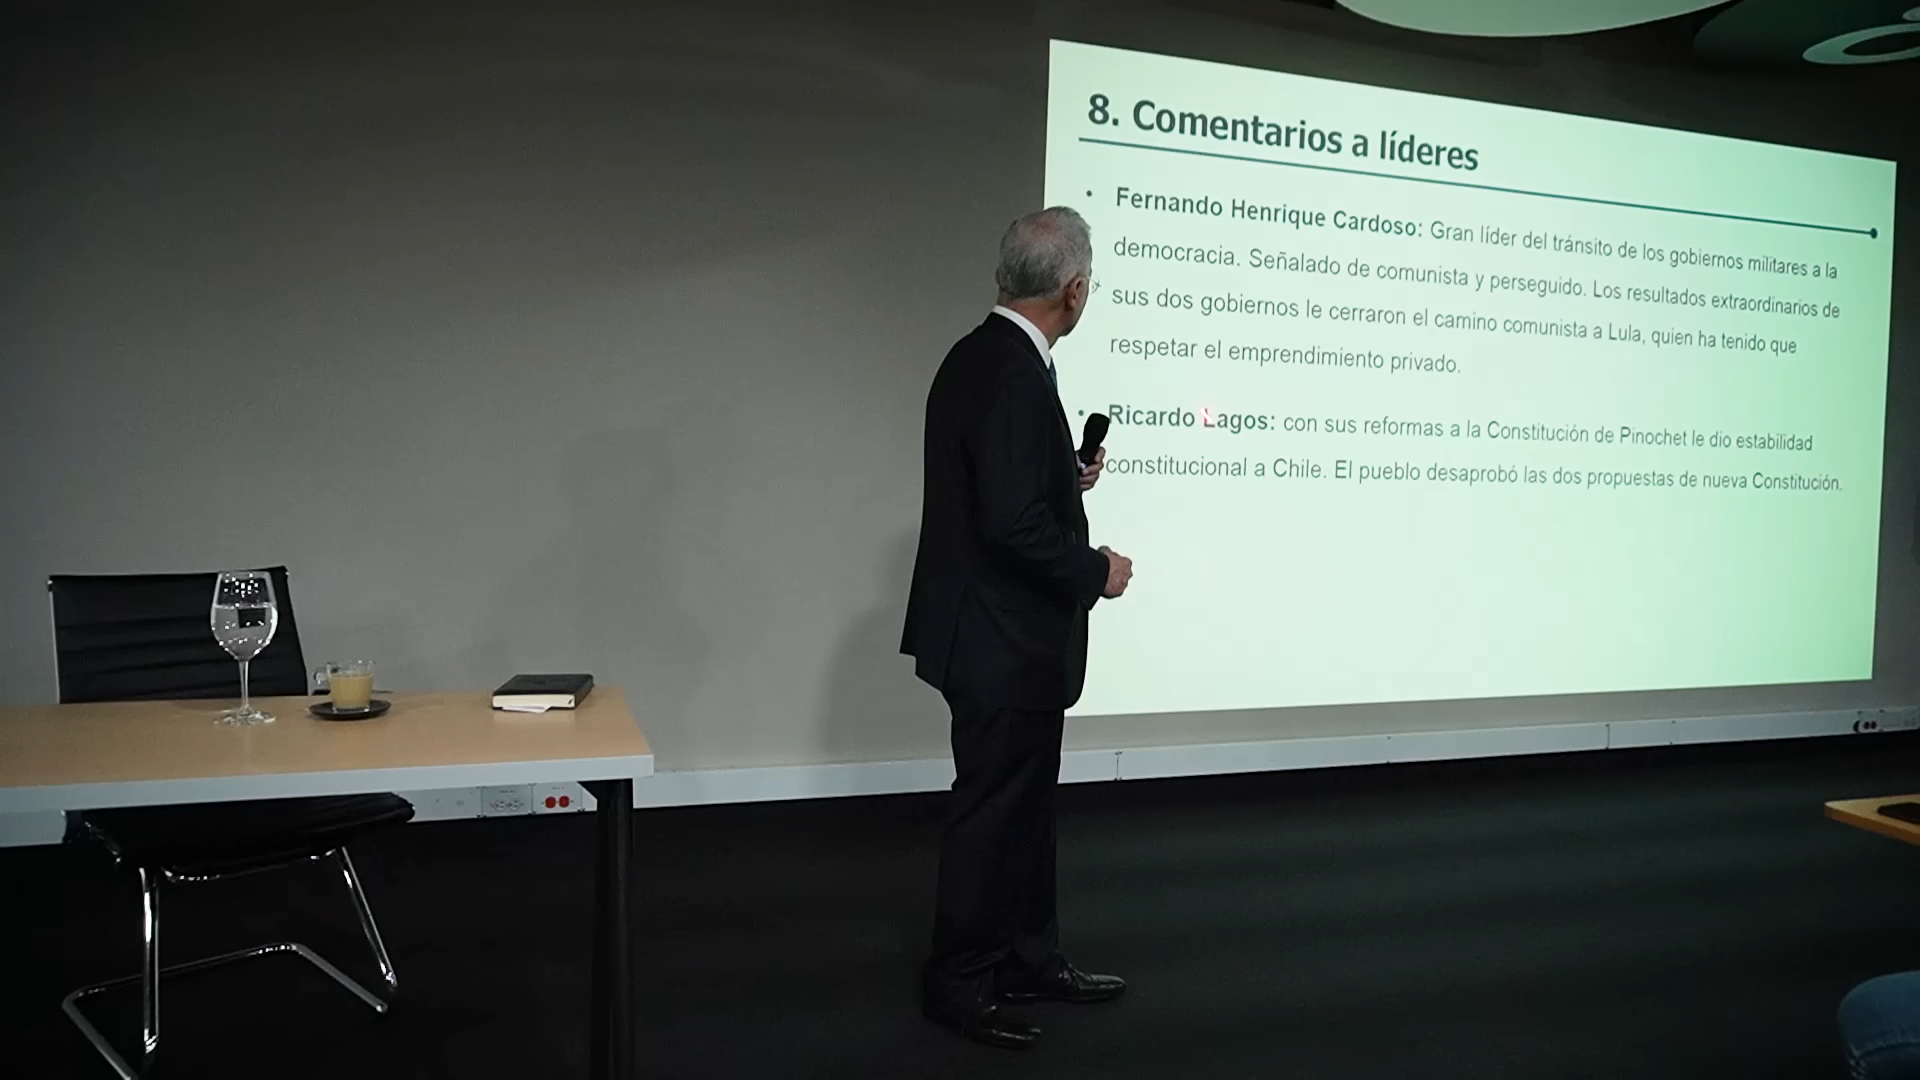 8. Comentarios a líderes
• Fernando Henrique Cardoso: Gran líder del tránsito de los gobiernos militares a la
democracia. Señalado de comunista y perseguido. Los resultados extraordinarios de
sus dos gobiernos le cerraron el camino comunista a Lula, quien ha tenido que
respetar el emprendimiento privado.
• Ricardo Lagos: con sus reformas a la Constitución de Pinochet le dio estabilidad
constitucional a Chile. El pueblo desaprobó las dos propuestas de nueva Constitución.